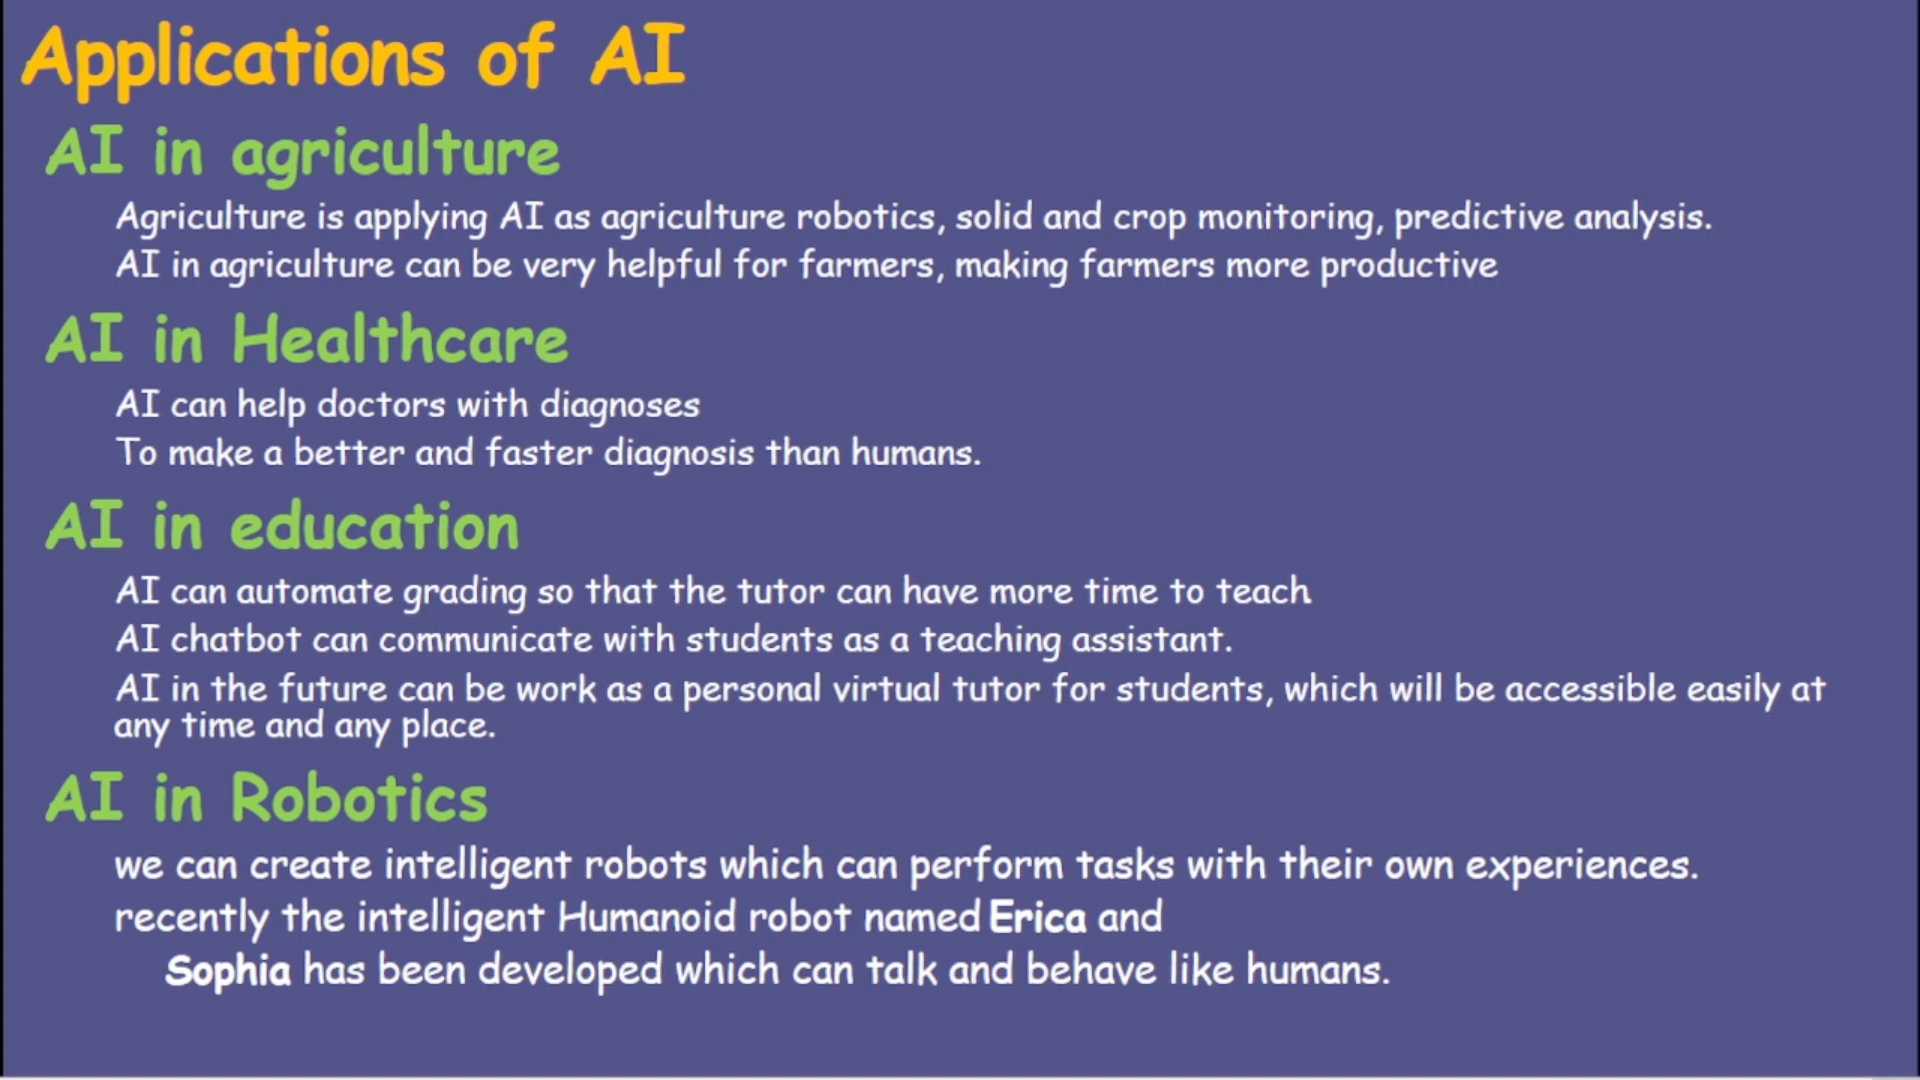 Applications of AI
AI in agriculture
Agriculture is applying AI as agriculture robotics, solid and crop monitoring, predictive analysis.
AI in agriculture can be very helpful for farmers, making farmers more productive
AI in Healthcare
AI can help doctors with diagnoses
To make a better and faster diagnosis than humans.
AI in education
AI can automate grading so that the tutor can have more time to teach.
AI chatbot can communicate with students as a teaching assistant.
AI in the future can be work as a personal virtual tutor for students, which will be accessible easily at
any time and any place.
AI in Robotics
we can create intelligent robots which can perform tasks with their own experiences.
recently the intelligent Humanoid robot named Erica and
Sophia has been developed which can talk and behave like humans.